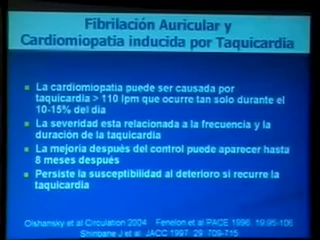 Fibrilación Auricular y
Cardiomiopatia inducida por Taquicardia
La cardiomiopatia puede ser causada por
taquicardia > 110 lpm que ocurre tan solo durante el
10-15% del día
La severidad esta relacionada a la frecuencia y la
duración de la taquicardia
La mejoría después del control puede aparecer hasta
8 meses después
Persiste la susceptibilidad al deterioro si recurre la
taquicardia
Olshansky et al Circulation 2004 Fenelon et al PACE 1996 19:95-106
Shinbane J et al JACC 1997 29 709-715